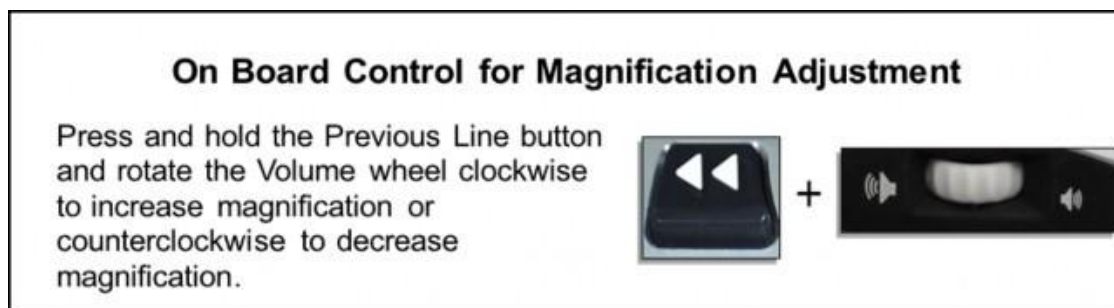 On Board Control for Magnification Adjustment
Press and hold the Previous Line button
and rotate the Volume wheel clockwise
to increase magnification or
counterclockwise to decrease
magnification.
+